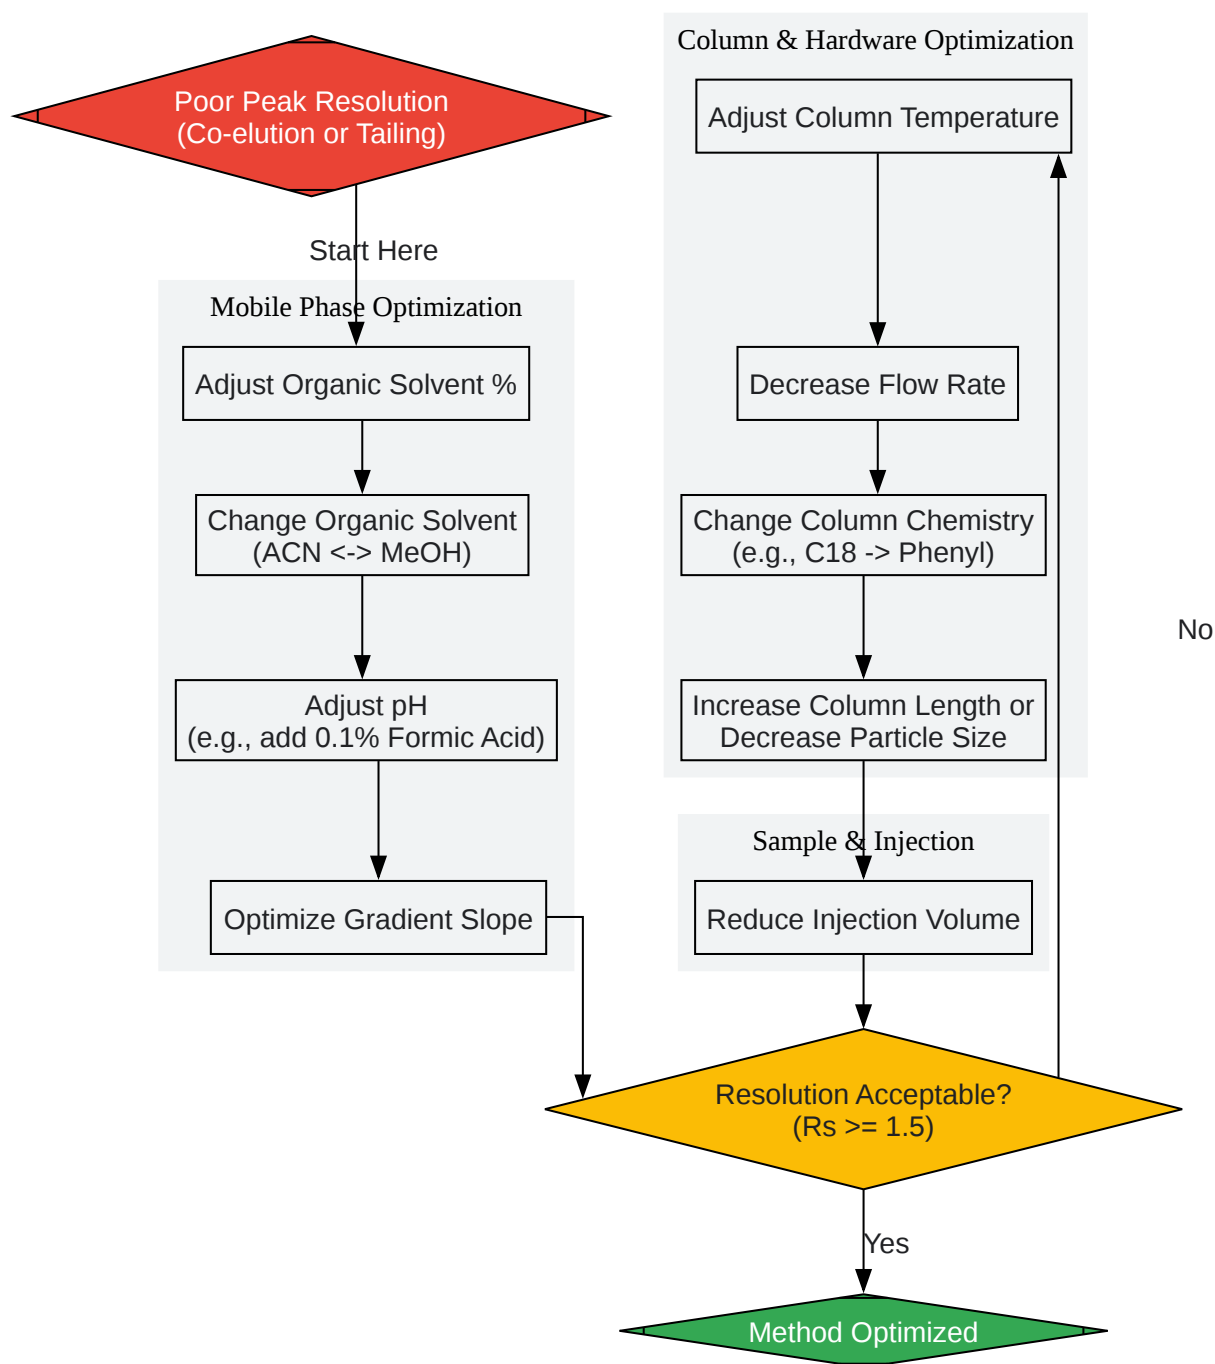 Poor Peak Resolution
(Co-elution or Tailing)
Start Here
Mobile Phase Optimization
Adjust Organic Solvent %
Change Organic Solvent
(ACN <-> MeOH)
Adjust pH
(e.g., add 0.1% Formic Acid)
Optimize Gradient Slope
Column & Hardware Optimization
Adjust Column Temperature
Decrease Flow Rate
Change Column Chemistry
(e.g., C18 -> Phenyl)
Increase Column Length or
Decrease Particle Size
Sample & Injection
Reduce Injection Volume
Resolution Acceptable?
(Rs >= 1.5)
No
Yes
Method Optimized